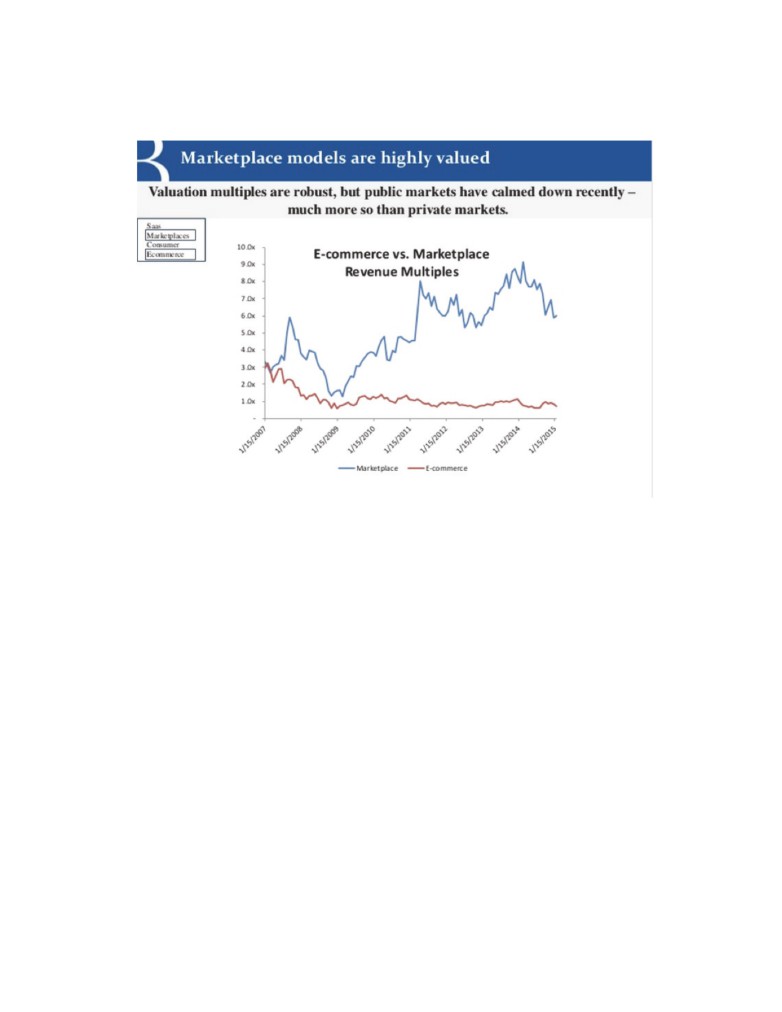 Marketplace models are highly valued
Valuation multiples are robust, but public markets have calmed down recently –
much more so than private markets.
Saas
Marketplaces
Consumer
Ecommerce
E-commerce vs. Marketplace
Revenue Multiples
10.0x
9.0x
8.0x
7.0x
6.0x
5.0x
4.0x
3.0x
2.0x
1.0x
-
1/15/2007
1/15/2008
1/15/2009
1/15/2010
1/15/2011
1/15/2012
1/15/2013
1/15/2014
1/15/2015
Marketplace
E-commerce